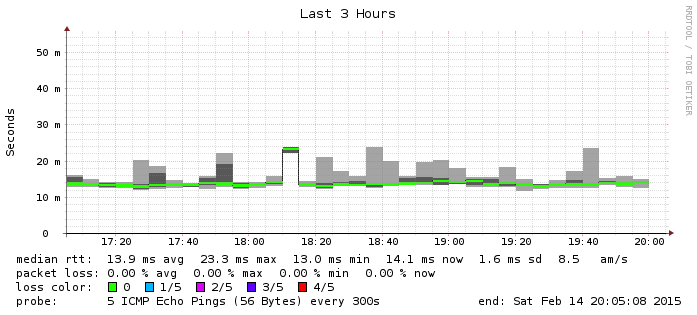 Last 3 Hours
RRDTOOL / TOBI OETIKER
Seconds
50 m
40 m
30 m
20 m
10 m
0
17:20 17:40 18:00 18:20 18:40 19:00 19:20 19:40 20:00
median rtt: 13.9 ms avg 23.3 ms max 13.0 ms min 14.1 ms now 1.6 ms sd 8.5 am/s
packet loss: 0.00 % avg 0.00 % max 0.00 % min 0.00 % now
loss color: 0 1/5 2/5 3/5 4/5
probe: 5 ICMP Echo Pings (56 Bytes) every 300s end: Sat Feb 14 20:05:08 2015